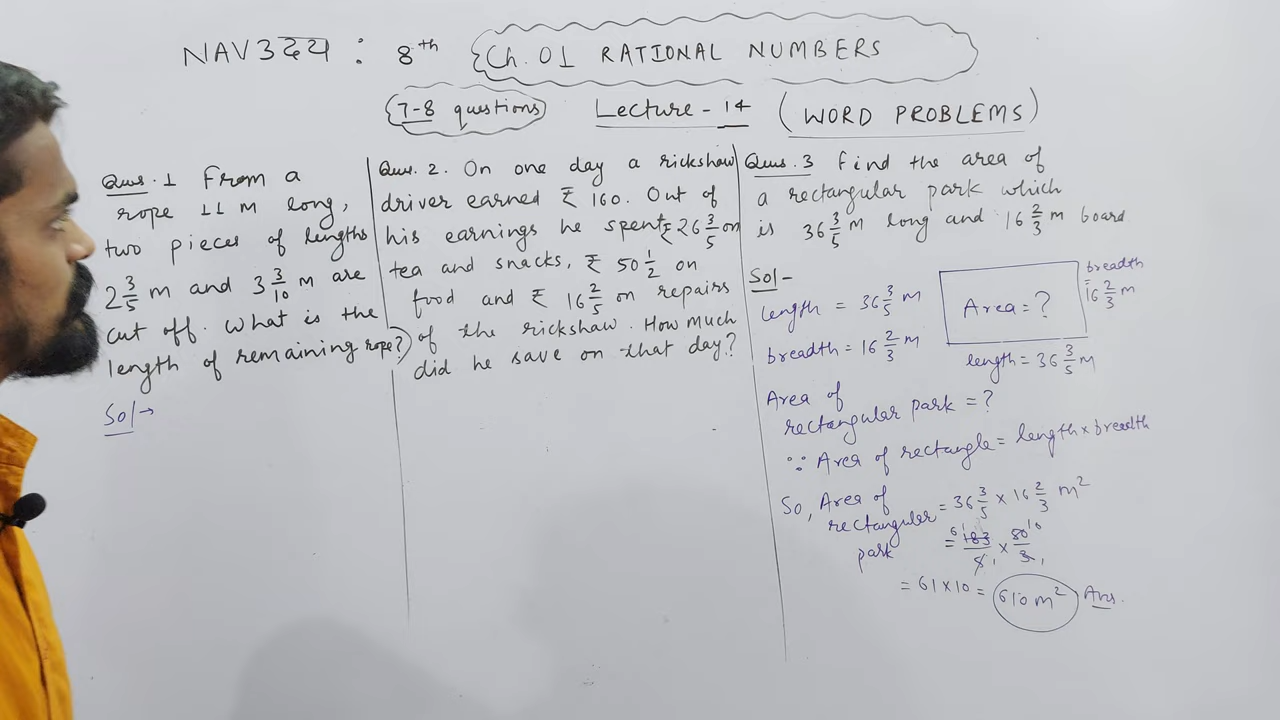 NAV3224 : 8th Ch. 01 RATIONAL NUMBERS
7-8 questions Lecture - 14 (WORD PROBLEMS)
Ques. 1 From a
rope 11 m long,
two pieces of lengths
2 3/5 m and 3 3/10 m are
cut off. What is the
length of remaining rope?
Sol→
Ques. 2. On one day a rickshaw
driver earned ₹ 160. Out of
his earnings he spent ₹ 26 3/5 on
tea and snacks, ₹ 50 1/2 on
food and ₹ 16 2/5 on repairs
of the rickshaw. How much
did he save on that day?
Ques. 3 Find the area of
a rectangular park which
is 36 3/5 m long and 16 2/3 m board.
Sol-
length = 36 3/5 m
breadth = 16 2/3 m
Area = ?
breadth
= 16 2/3 m
length = 36 3/5 m
Area of
rectangular park = ?
∵ Area of rectangle = length × breadth
So, Area of
rectangular
park
= 36 3/5 × 16 2/3 m²
= 183/5 × 50/3
61 1 10 1
= 61 × 10 = 610 m² Ans.